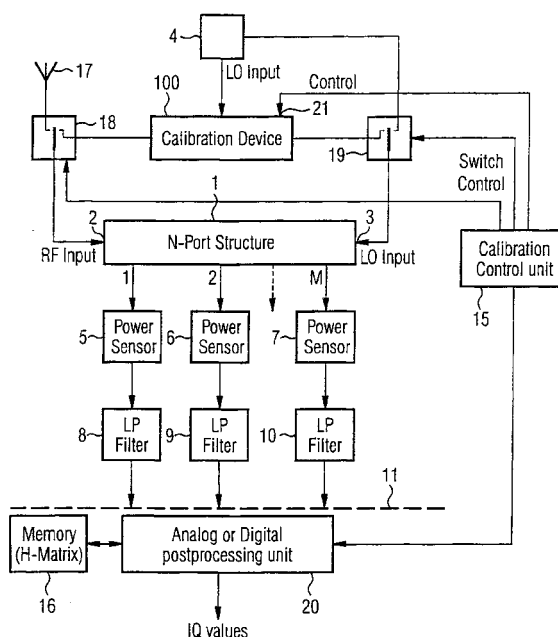 4
17
LO Input
Control
100
21
18
Calibration Device
19
Switch
Control
1
2
3
N-Port Structure
RF Input
LO Input
Calibration
Control unit
15
1
2
M
5
Power
Sensor
6
Power
Sensor
7
Power
Sensor
8
LP
Filter
9
LP
Filter
10
LP
Filter
11
Memory
(H-Matrix)
Analog or Digital
postprocessing unit
16
20
IQ values